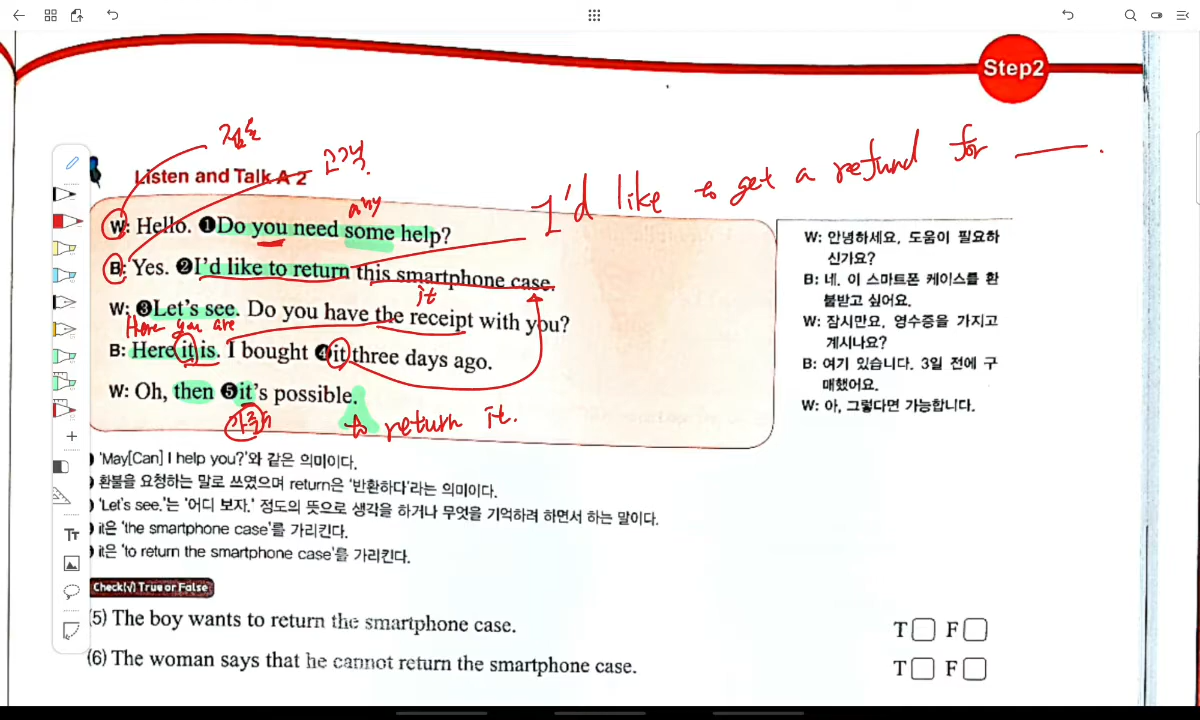 Step2
점원
고객.
I'd like to get a refund for ___.
Listen and Talk A 2
any
W: Hello. ❶Do you need some help?
B: Yes. ❷I'd like to return this smartphone case.
it
W: ❸Let's see. Do you have the receipt with you?
Here you are
B: Here it is. I bought ❹it three days ago.
W: Oh, then ❺it's possible.
to return it.
W: 안녕하세요, 도움이 필요하
신가요?
B: 네. 이 스마트폰 케이스를 환
불받고 싶어요.
W: 잠시만요, 영수증을 가지고
계시나요?
B: 여기 있습니다. 3일 전에 구
매했어요.
W: 아, 그렇다면 가능합니다.
'May[Can] I help you?'와 같은 의미이다.
환불을 요청하는 말로 쓰였으며 return은 '반환하다'라는 의미이다.
'Let's see.'는 '어디 보자.' 정도의 뜻으로 생각을 하거나 무엇을 기억하려 하면서 하는 말이다.
it은 'the smartphone case'를 가리킨다.
it은 'to return the smartphone case'를 가리킨다.
Check(√) True or False
(5) The boy wants to return the smartphone case. T F
(6) The woman says that he cannot return the smartphone case. T F
Tт